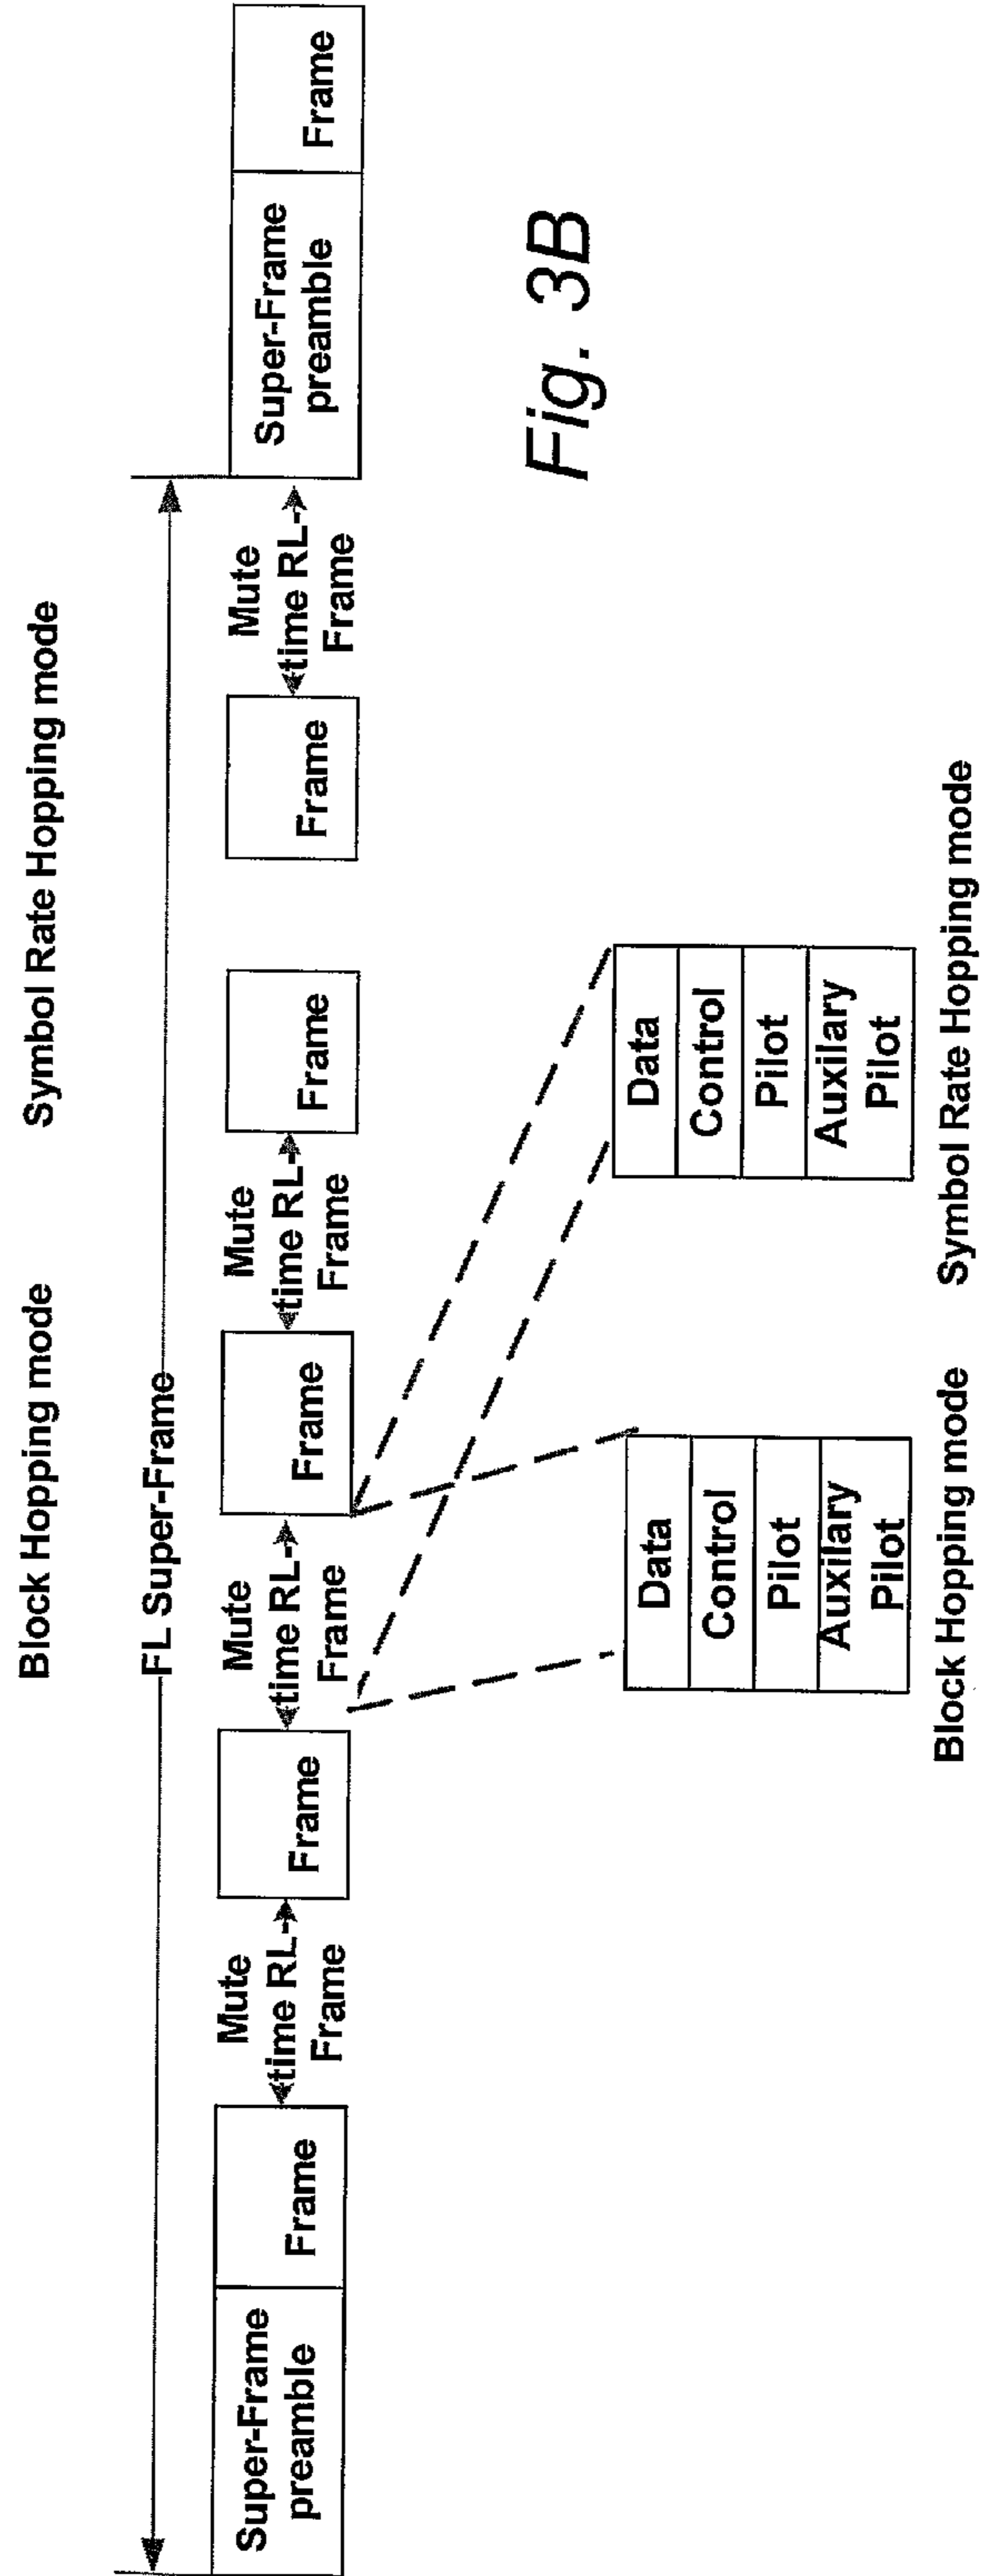 Block Hopping mode
Symbol Rate Hopping mode
FL Super-Frame
Super-Frame
preamble
Frame
Mute
time RL-
Frame
Frame
Mute
time RL-
Frame
Frame
Mute
time RL-
Frame
Frame
Frame
Mute
time RL-
Frame
Super-Frame
preamble
Frame
Data
Control
Pilot
Auxilary
Pilot
Block Hopping mode
Data
Control
Pilot
Auxilary
Pilot
Symbol Rate Hopping mode
Fig. 3B